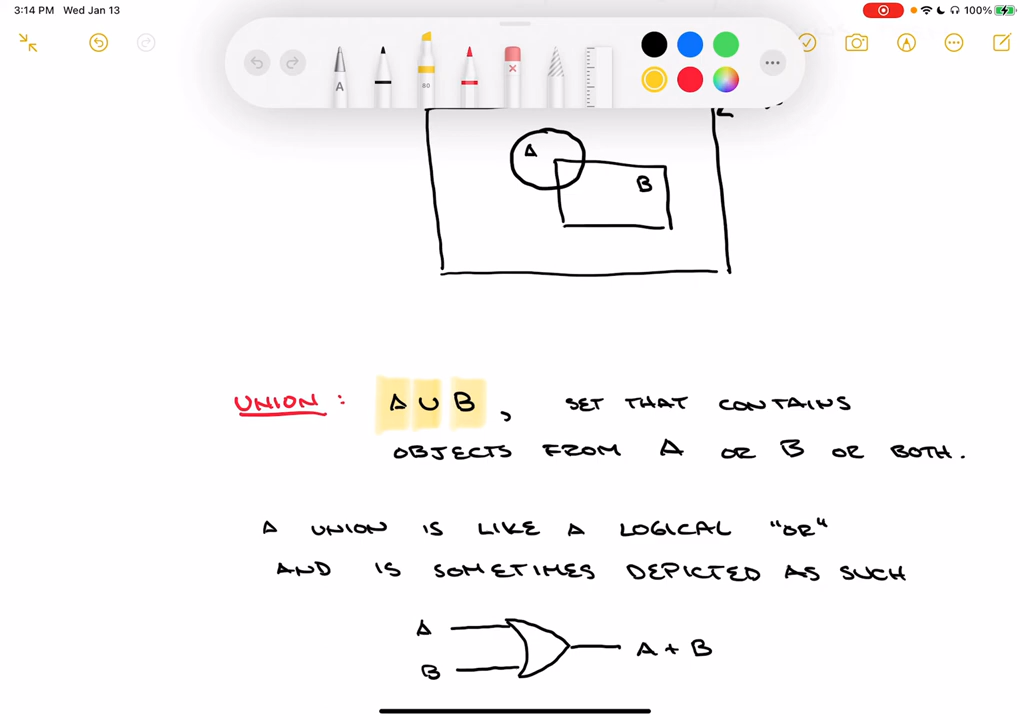 3:14 PM Wed Jan 13
100%
A
80
A
B
UNION: A ∪ B, SET THAT CONTAINS
OBJECTS FROM A OR B OR BOTH.
A UNION IS LIKE A LOGICAL "OR"
AND IS SOMETIMES DEPICTED AS SUCH
A
B
A + B